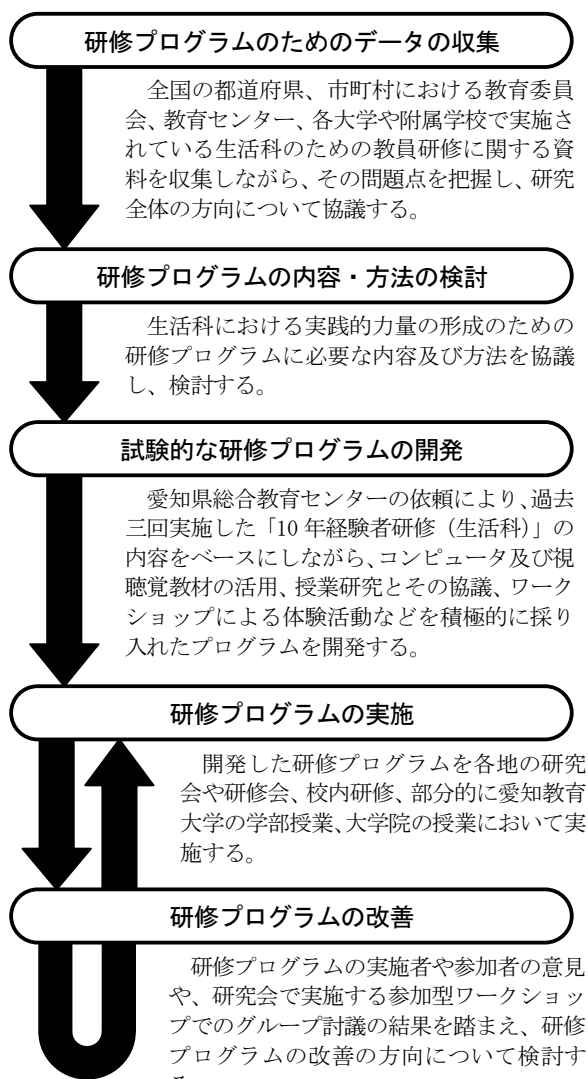 研修プログラムのためのデータの収集
全国の都道府県、市町村における教育委員
会、教育センター、各大学や附属学校で実施さ
れている生活科のための教員研修に関する資
料を収集しながら、その問題点を把握し、研究
全体の方向について協議する。
研修プログラムの内容・方法の検討
生活科における実践的力量の形成のための
研修プログラムに必要な内容及び方法を協議
し、検討する。
試験的な研修プログラムの開発
愛知県総合教育センターの依頼により、過去
三回実施した「10 年経験者研修（生活科）」の
内容をベースにしながら、コンピュータ及び視
聴覚教材の活用、授業研究とその協議、ワーク
ショップによる体験活動などを積極的に採り
入れたプログラムを開発する。
研修プログラムの実施
開発した研修プログラムを各地の研究
会や研修会、校内研修、部分的に愛知教育
大学の学部授業、大学院の授業において実
施する。
研修プログラムの改善
研修プログラムの実施者や参加者の意見
や、研究会で実施する参加型ワークショッ
プでのグループ討議の結果を踏まえ、研修
プログラムの改善の方向について検討す